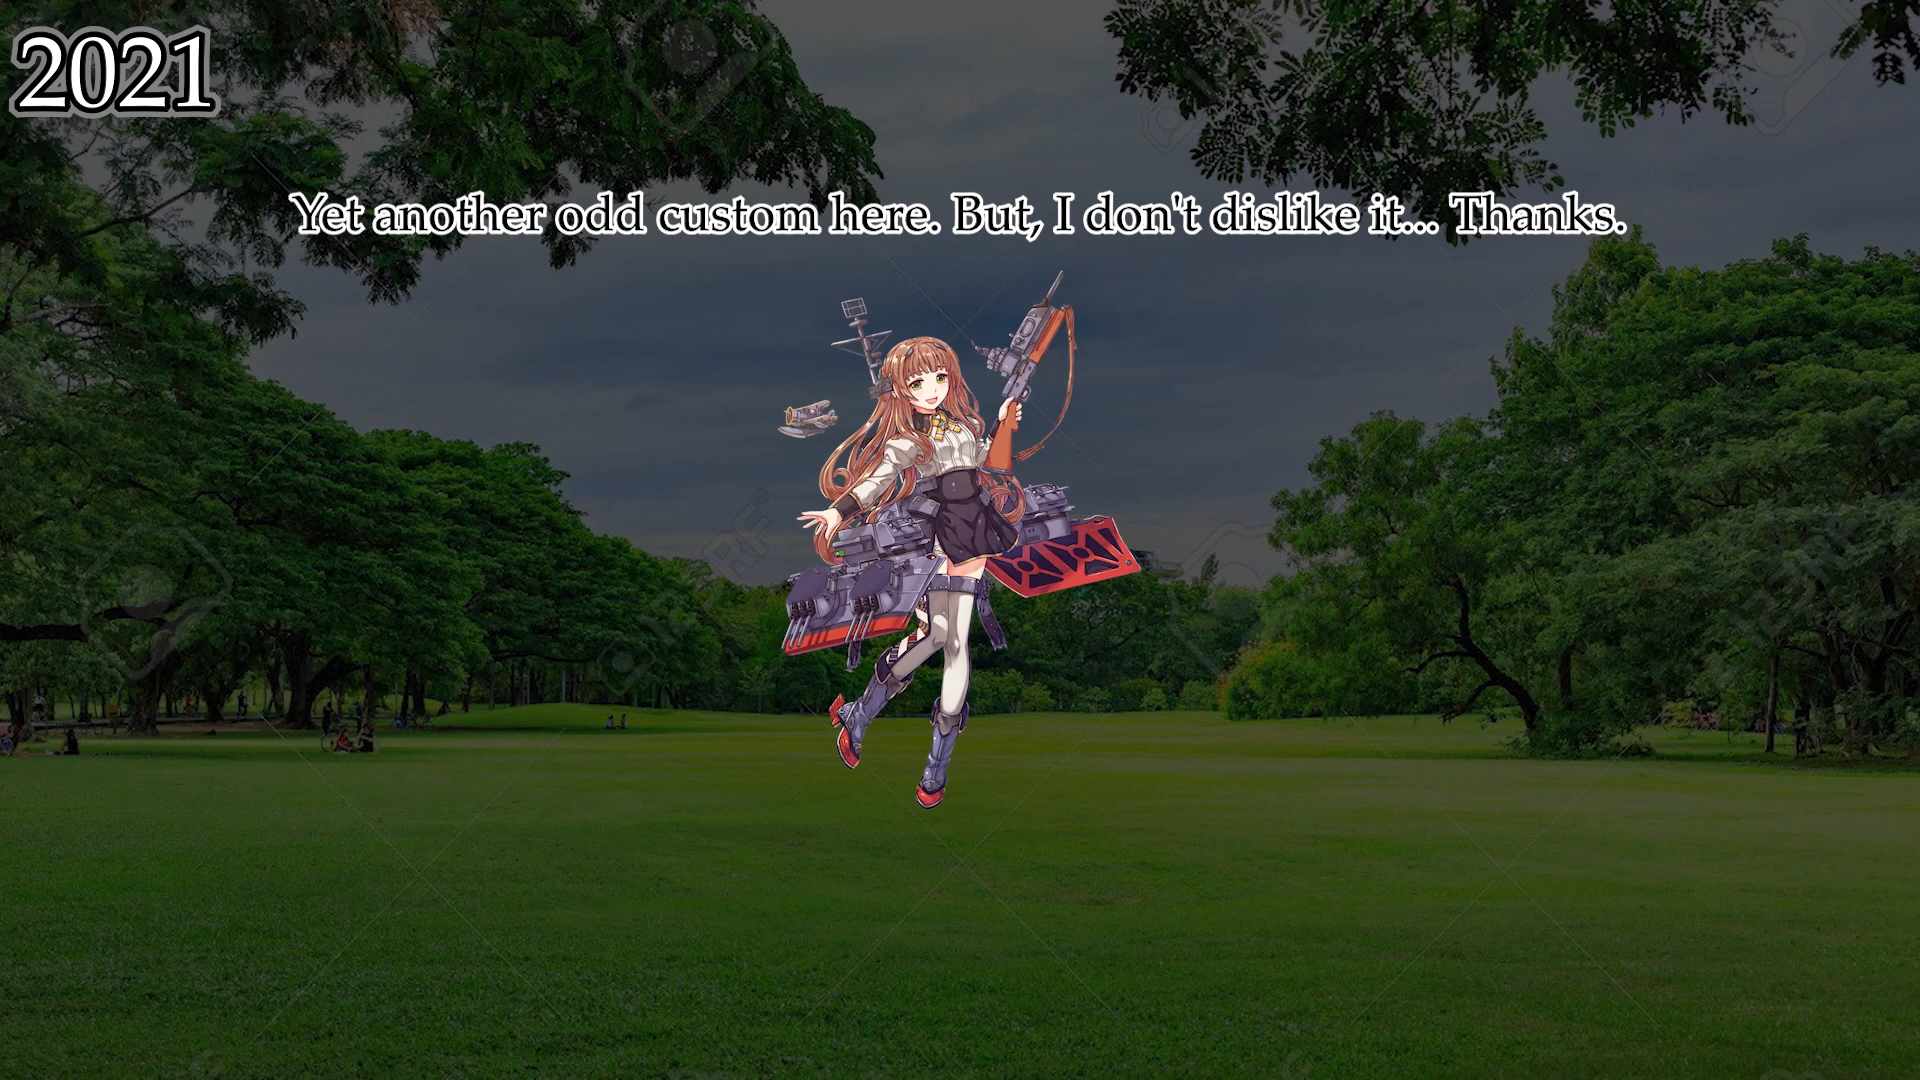 2021
Yet another odd custom here. But, I don't dislike it... Thanks.